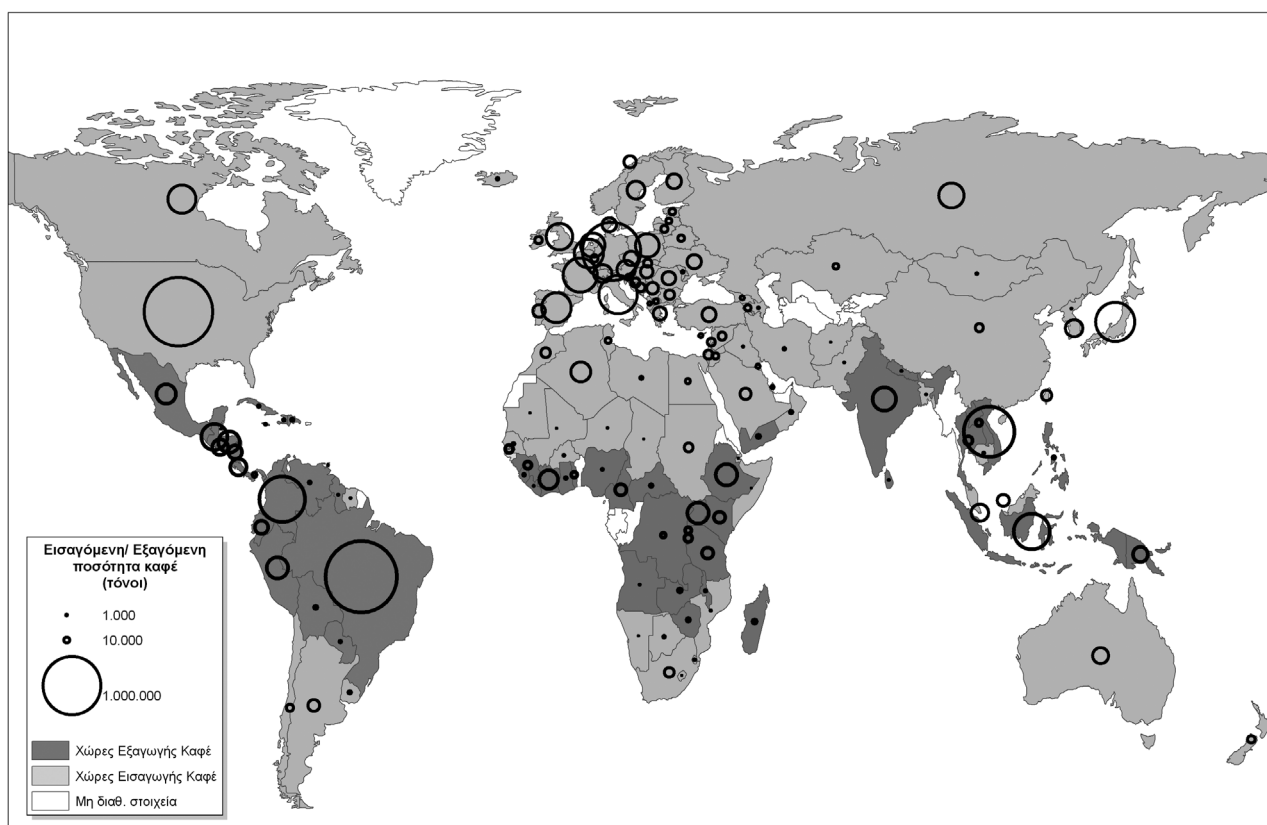 Εισαγόμενη/ Εξαγόμενη
ποσότητα καφέ
(τόνοι)
1.000
10.000
1.000.000
Χώρες Εξαγωγής Καφέ
Χώρες Εισαγωγής Καφέ
Μη διαθ. στοιχεία